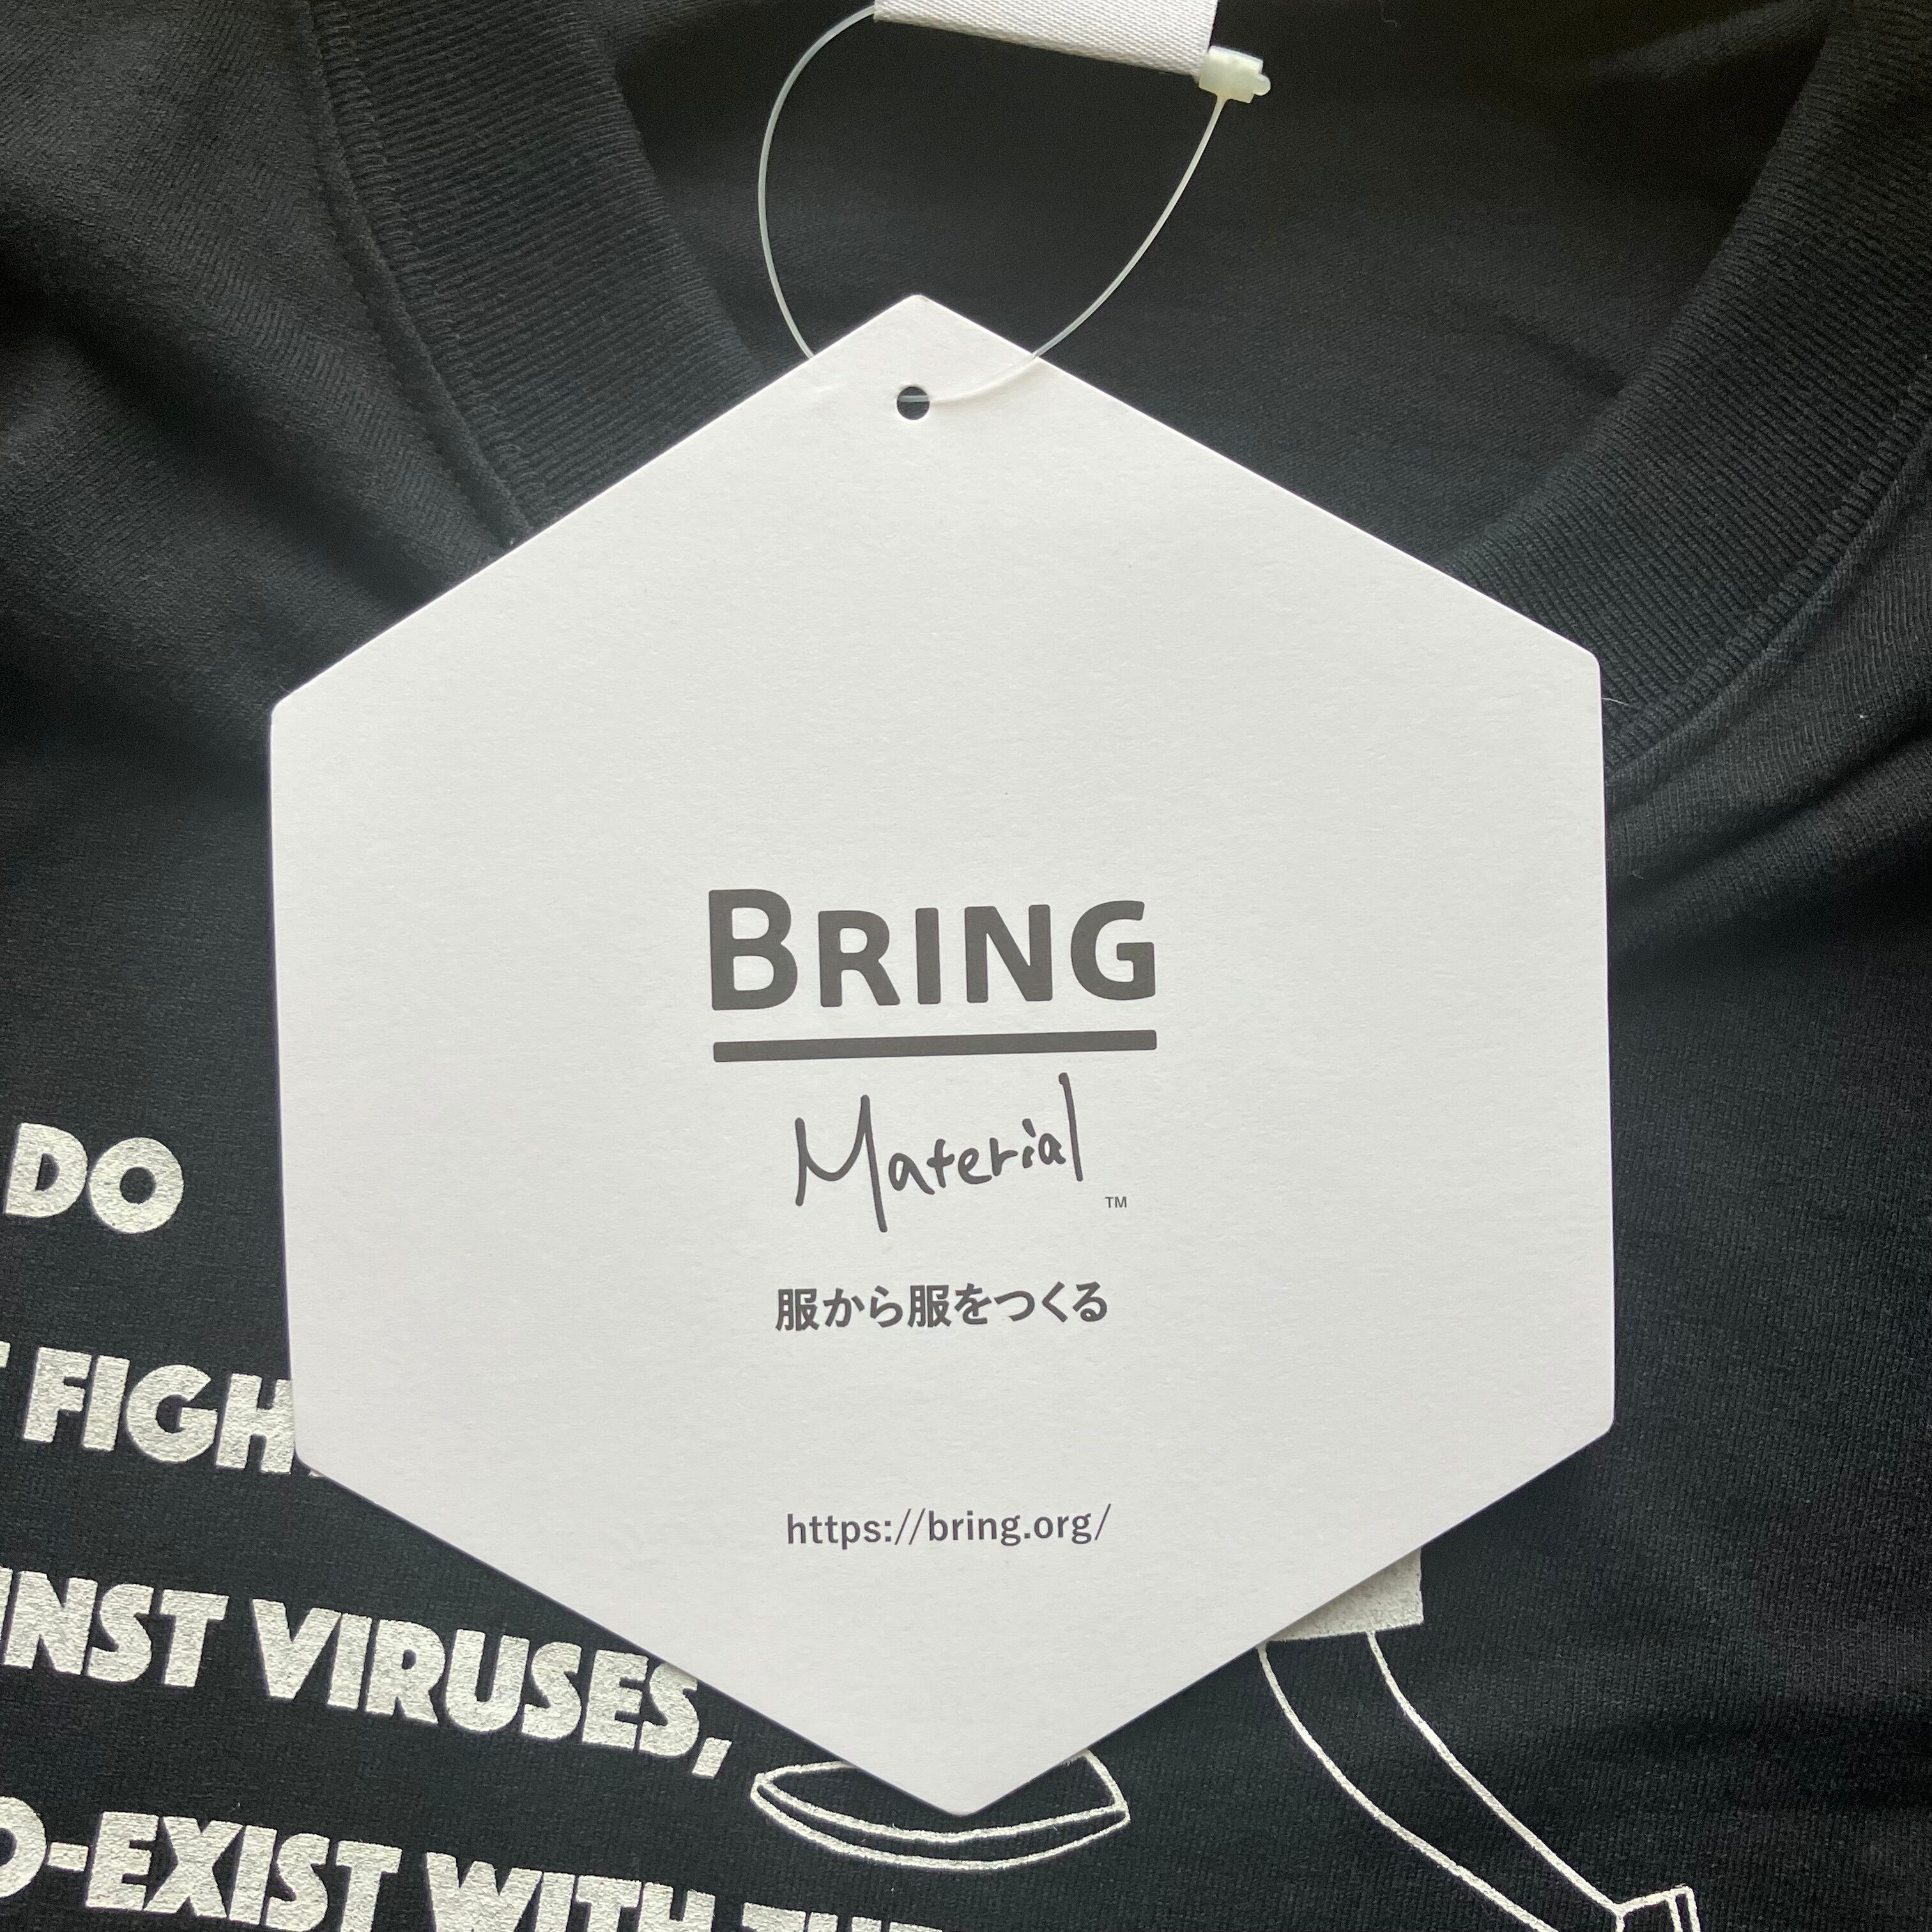 BRING
Material
TM
服から服をつくる
https://bring.org/
DO
FIGH
INST VIRUSES,
O-EXIST WITH THE